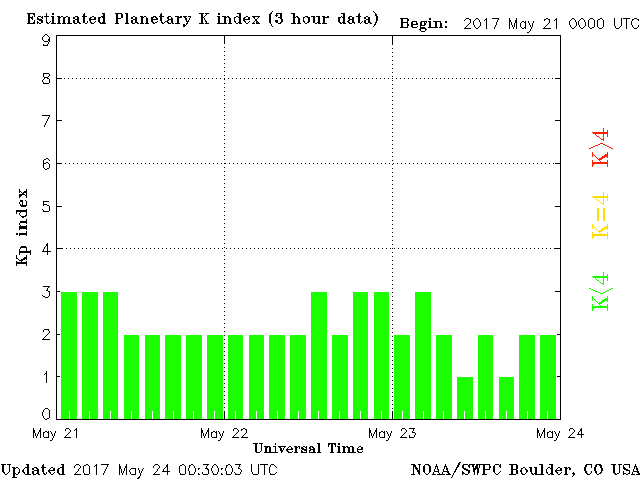 Estimated Planetary K index (3 hour data)
Begin: 2017 May 21 0000 UTC
9
8
7
6
5
4
3
2
1
0
Kp index
K>4
K=4
K<4
May 21
May 22
May 23
May 24
Universal Time
Updated 2017 May 24 00:30:03 UTC
NOAA/SWPC Boulder, CO USA